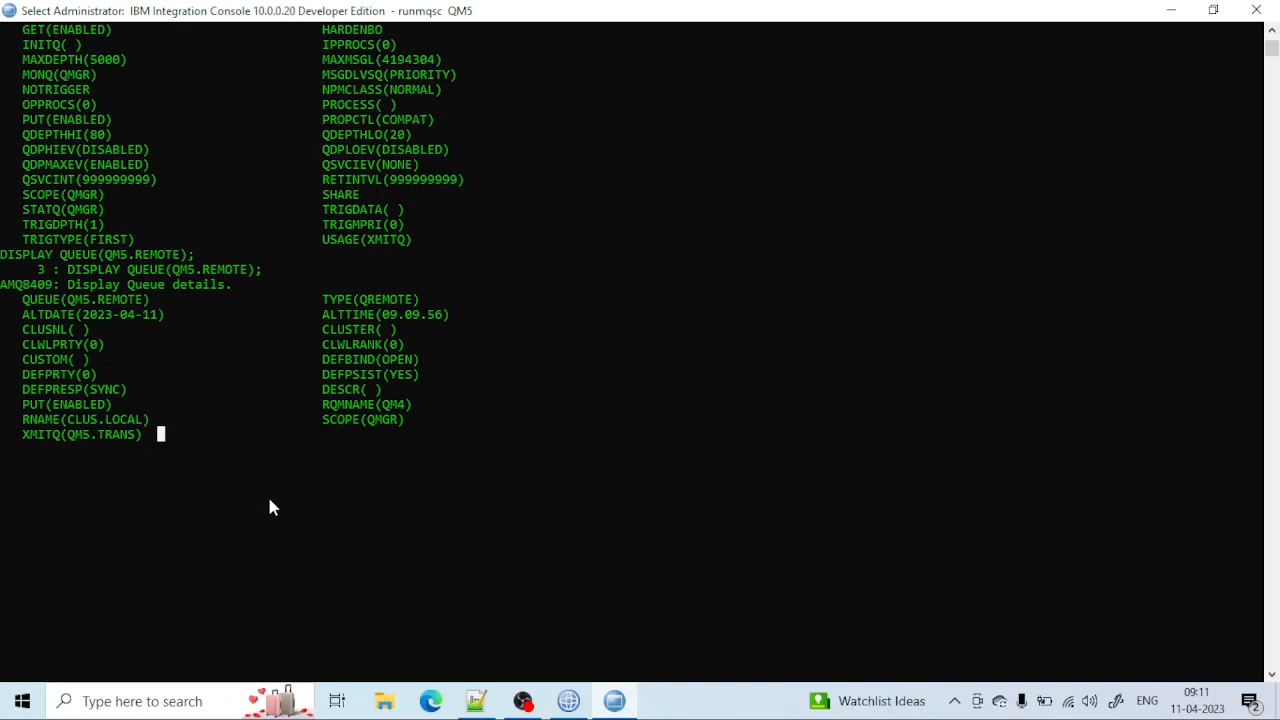 Select Administrator: IBM Integration Console 10.0.0.20 Developer Edition - runmqsc QM5
GET(ENABLED) HARDENBO
INITQ( ) IPPROCS(0)
MAXDEPTH(5000) MAXMSGL(4194304)
MONQ(QMGR) MSGDLVSQ(PRIORITY)
NOTRIGGER NPMCLASS(NORMAL)
OPPROCS(0) PROCESS( )
PUT(ENABLED) PROPCTL(COMPAT)
QDEPTHHI(80) QDEPTHLO(20)
QDPHIEV(DISABLED) QDPLOEV(DISABLED)
QDPMAXEV(ENABLED) QSVCIEV(NONE)
QSVCINT(999999999) RETINTVL(999999999)
SCOPE(QMGR) SHARE
STATQ(QMGR) TRIGDATA( )
TRIGDPTH(1) TRIGMPRI(0)
TRIGTYPE(FIRST) USAGE(XMITQ)
DISPLAY QUEUE(QM5.REMOTE);
3 : DISPLAY QUEUE(QM5.REMOTE);
AMQ8409: Display Queue details.
QUEUE(QM5.REMOTE) TYPE(QREMOTE)
ALTDATE(2023-04-11) ALTTIME(09.09.56)
CLUSNL( ) CLUSTER( )
CLWLPRTY(0) CLWLRANK(0)
CUSTOM( ) DEFBIND(OPEN)
DEFPRTY(0) DEFPSIST(YES)
DEFPRESP(SYNC) DESCR( )
PUT(ENABLED) RQMNAME(QM4)
RNAME(CLUS.LOCAL) SCOPE(QMGR)
XMITQ(QM5.TRANS)
Type here to search
Watchlist Ideas
ENG
09:11
11-04-2023
2